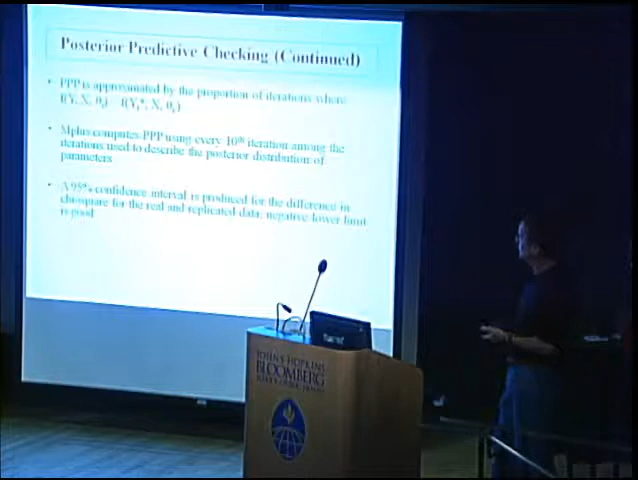 Posterior Predictive Checking (Continued)
• PPP is approximated by the proportion of iterations where
f(Y, X, θ) f(Y*, X, θ)
• Mplus computes PPP using every 10th iteration among the
iterations used to describe the posterior distribution of
parameters
• A 95% confidence interval is produced for the difference in
chi-square for the real and replicated data; negative lower limit
is good
JOHNS HOPKINS
BLOOMBERG